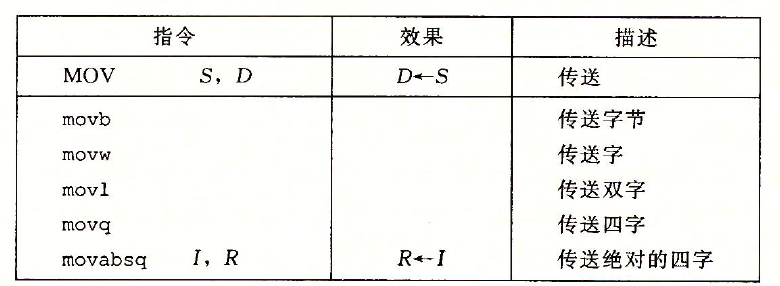 指令 效果 描述
MOV S, D D←S 传送
movb 传送字节
movw 传送字
movl 传送双字
movq 传送四字
movabsq I, R R←I 传送绝对的四字